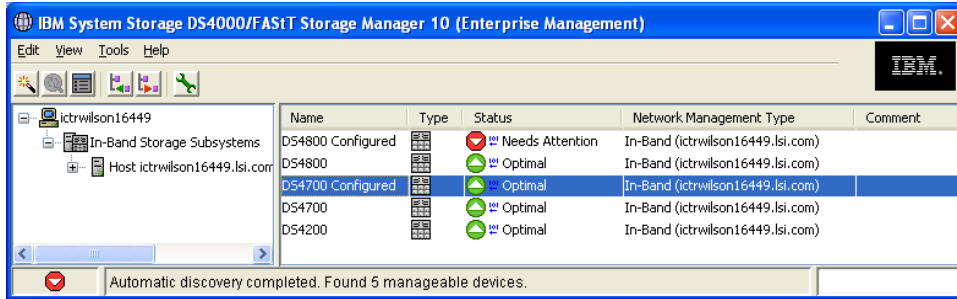 IBM System Storage DS4000/FAStT Storage Manager 10 (Enterprise Management)
Edit View Tools Help
IBM.
ictrwilson16449
In-Band Storage Subsystems
Host ictrwilson16449.lsi.com
Name Type Status Network Management Type Comment
DS4800 Configured Needs Attention In-Band (ictrwilson16449.lsi.com)
DS4800 Optimal In-Band (ictrwilson16449.lsi.com)
DS4700 Configured Optimal In-Band (ictrwilson16449.lsi.com)
DS4700 Optimal In-Band (ictrwilson16449.lsi.com)
DS4200 Optimal In-Band (ictrwilson16449.lsi.com)
Automatic discovery completed. Found 5 manageable devices.